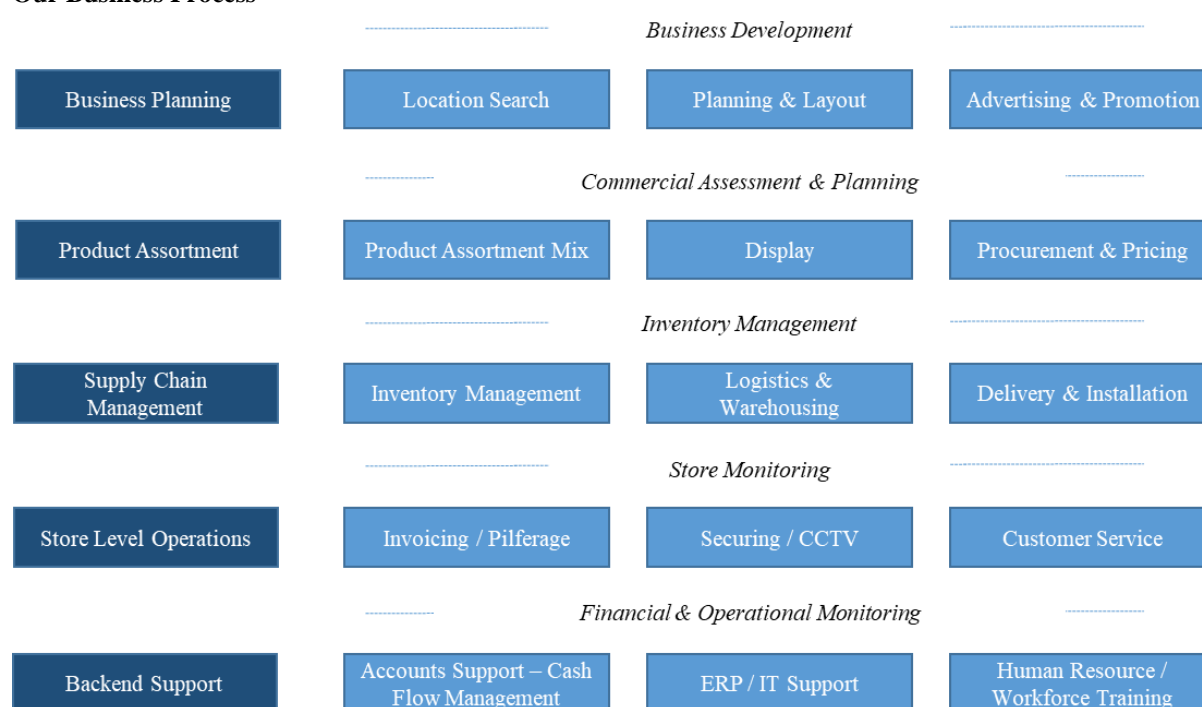 Our Business Process
Business Development
Business Planning
Location Search
Planning & Layout
Advertising & Promotion
Commercial Assessment & Planning
Product Assortment
Product Assortment Mix
Display
Procurement & Pricing
Inventory Management
Supply Chain
Management
Inventory Management
Logistics &
Warehousing
Delivery & Installation
Store Monitoring
Store Level Operations
Invoicing / Pilferage
Securing / CCTV
Customer Service
Financial & Operational Monitoring
Backend Support
Accounts Support – Cash
Flow Management
ERP / IT Support
Human Resource /
Workforce Training